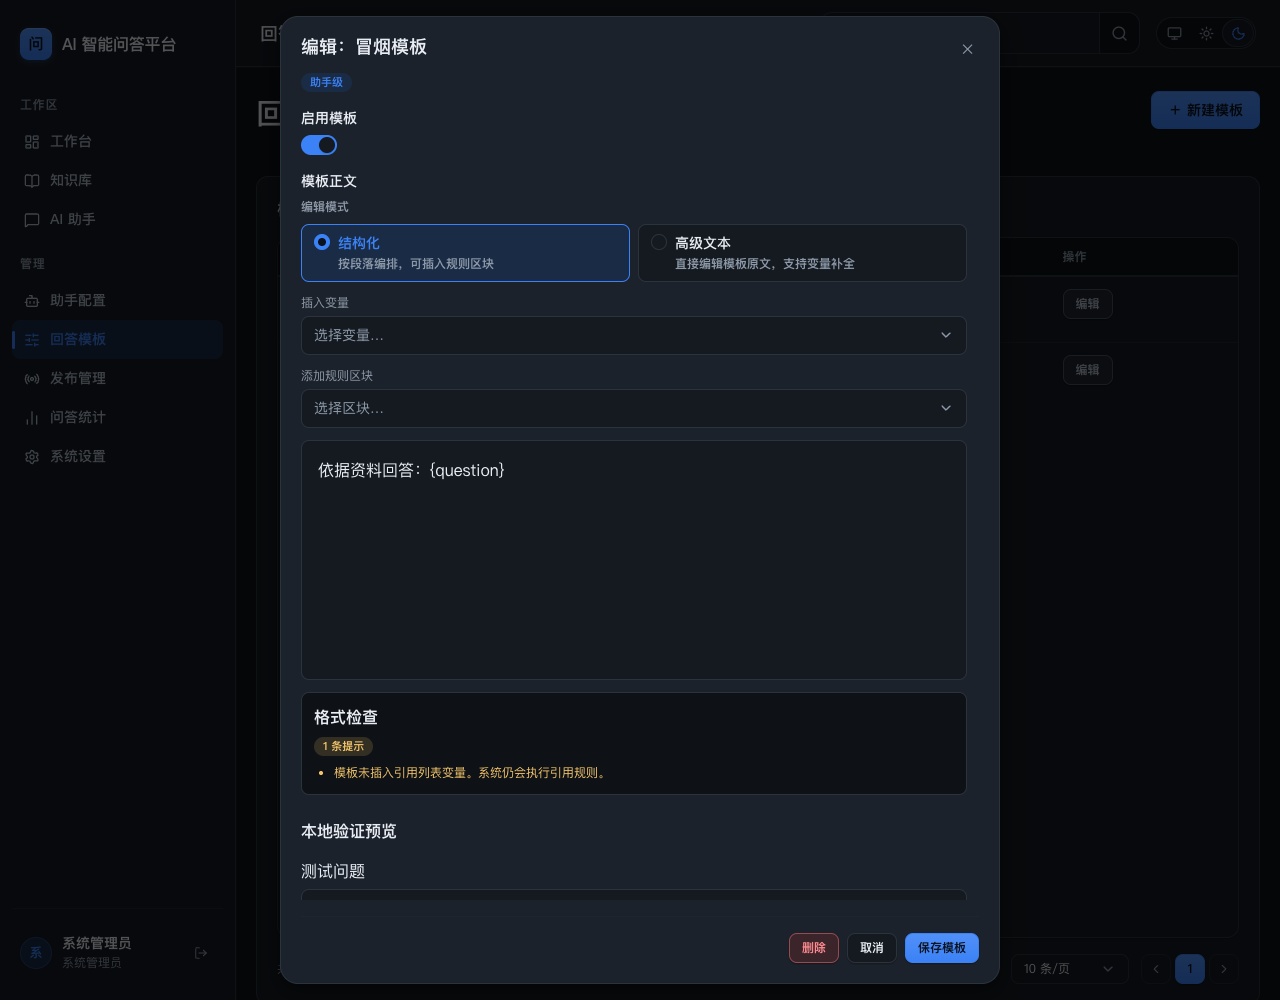 问
AI 智能问答平台
工作区
工作台
知识库
AI 助手
管理
助手配置
回答模板
发布管理
问答统计
系统设置
系
系统管理员
系统管理员
新建模板
操作
编辑
编辑
10 条/页
1
编辑：冒烟模板
助手级
启用模板
模板正文
编辑模式
结构化
按段落编排，可插入规则区块
高级文本
直接编辑模板原文，支持变量补全
插入变量
选择变量...
添加规则区块
选择区块...
依据资料回答：{question}
格式检查
1 条提示
模板未插入引用列表变量。系统仍会执行引用规则。
本地验证预览
测试问题
删除
取消
保存模板